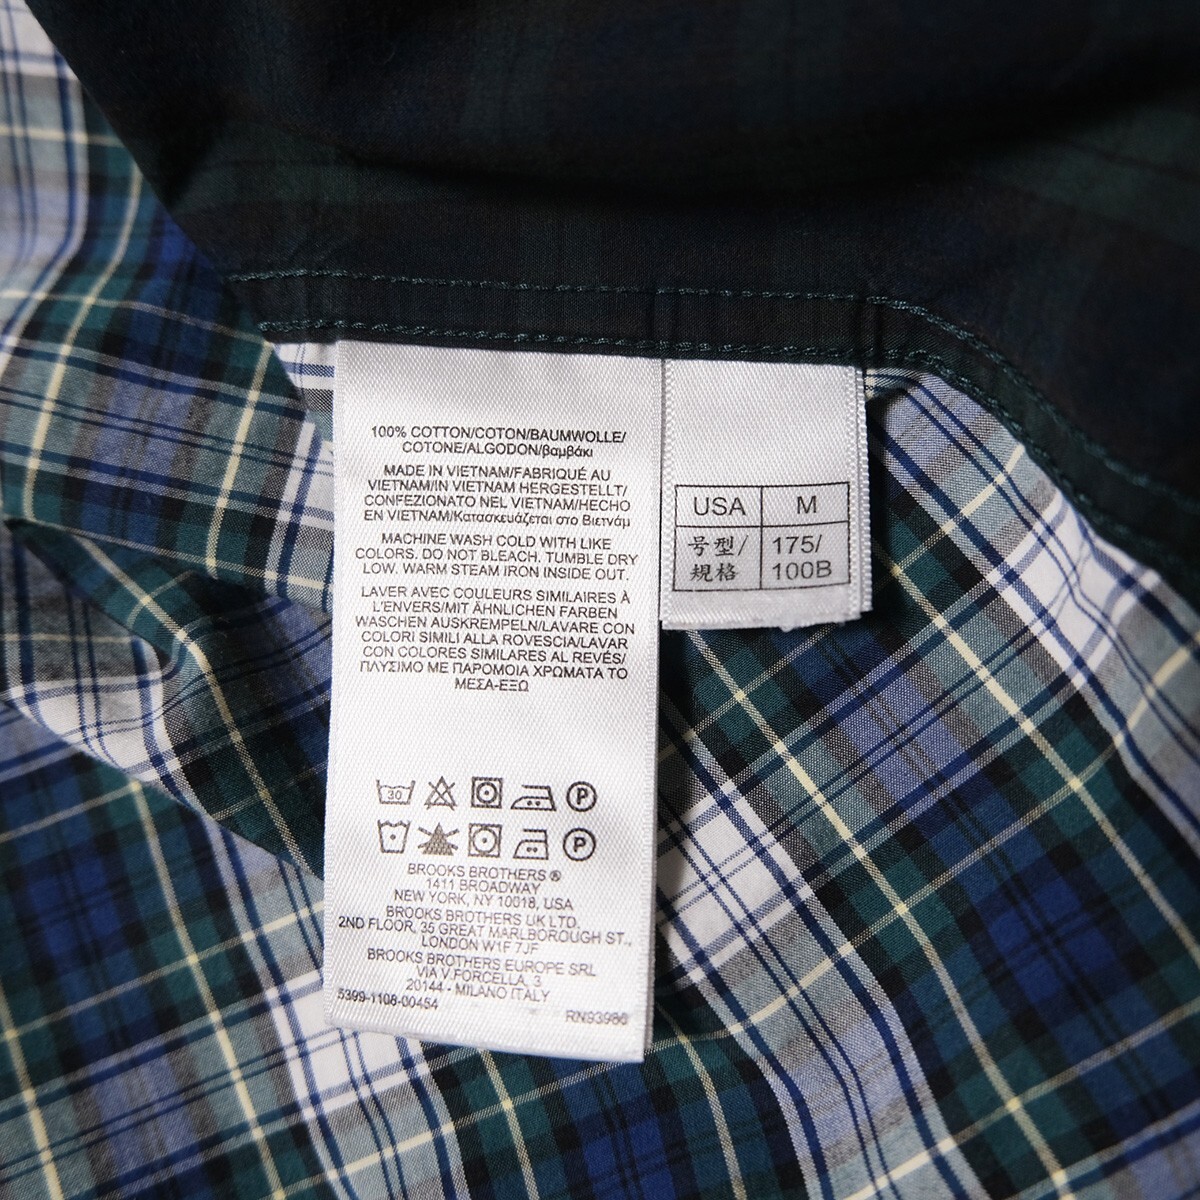 100% COTTON/COTON/BAUMWOLLE/
COTONE/ALGODON/Βαμβάκι
MADE IN VIETNAM/FABRIQUÉ AU
VIETNAM/IN VIETNAM HERGESTELLT/
CONFEZIONATO NEL VIETNAM/HECHO
EN VIETNAM/Κατασκευάζεται στο Βιετνάμ
MACHINE WASH COLD WITH LIKE
COLORS. DO NOT BLEACH. TUMBLE DRY
LOW. WARM STEAM IRON INSIDE OUT.
LAVER AVEC COULEURS SIMILAIRES À
L'ENVERS/MIT ÄHNLICHEN FARBEN
WASCHEN AUSKREMPELN/LAVARE CON
COLORI SIMILI ALLA ROVESCIA/LAVAR
CON COLORES SIMILARES AL REVÉS/
ΠΛΥΣΙΜΟ ΜΕ ΠΑΡΟΜΟΙΑ ΧΡΩΜΑΤΑ ΤΟ
ΜΕΣΑ-ΕΞΩ
30 P
P
BROOKS BROTHERS ®
1411 BROADWAY
NEW YORK, NY 10018, USA
BROOKS BROTHERS UK LTD.
2ND FLOOR, 35 GREAT MARLBOROUGH ST.,
LONDON W1F 7JF
BROOKS BROTHERS EUROPE SRL
VIA V.FORCELLA, 3
20144 - MILANO ITALY
5399-1108-00454
RN93986
USA M
号型/ 175/
規格 100B